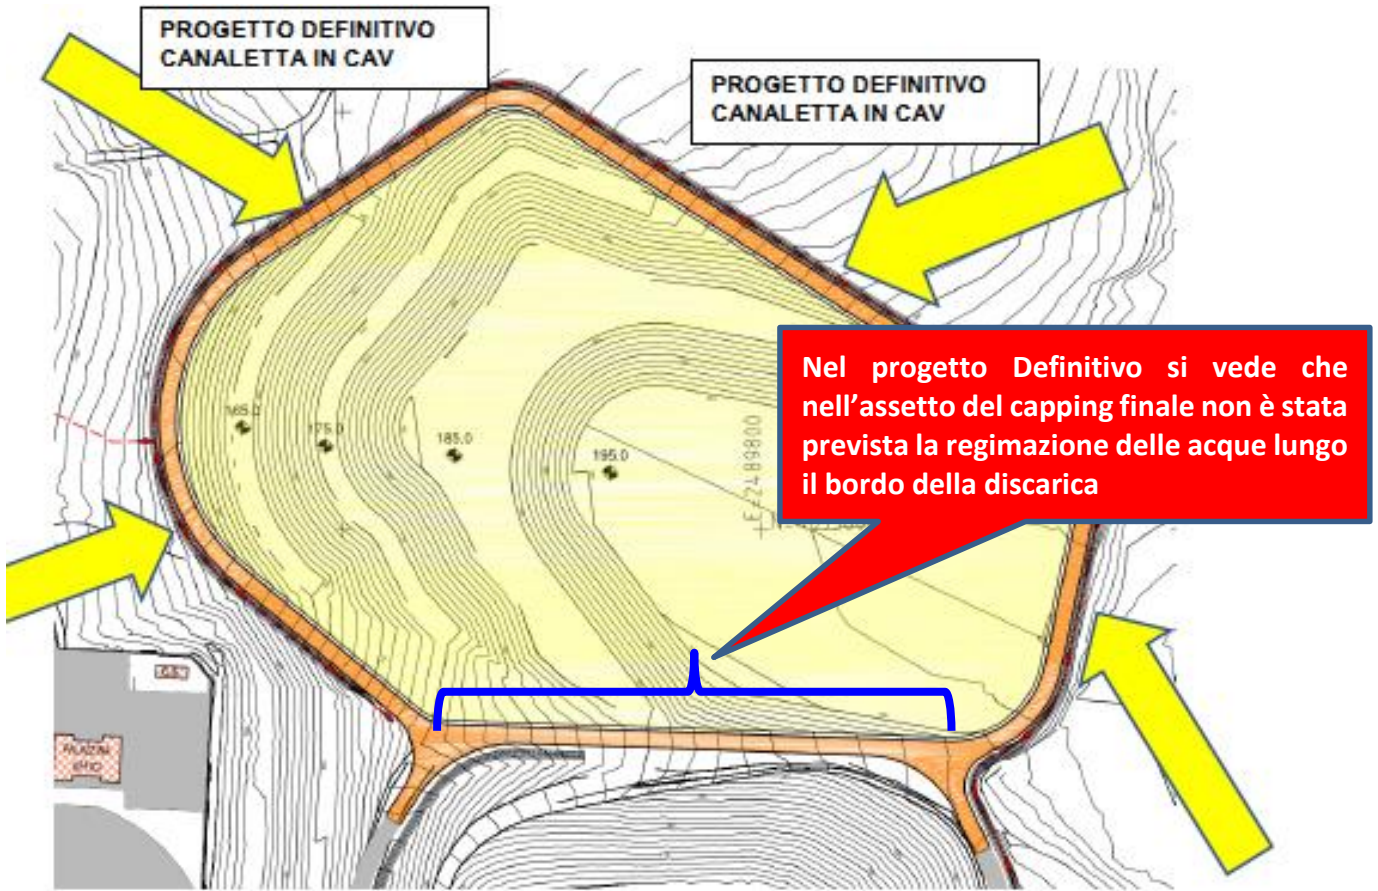 PROGETTO DEFINITIVO
CANALETTA IN CAV
PROGETTO DEFINITIVO
CANALETTA IN CAV
Nel progetto Definitivo si vede che
nell’assetto del capping finale non è stata
prevista la regimazione delle acque lungo
il bordo della discarica
165.0
175.0
185.0
195.0
E=2489800
PALAZZINA